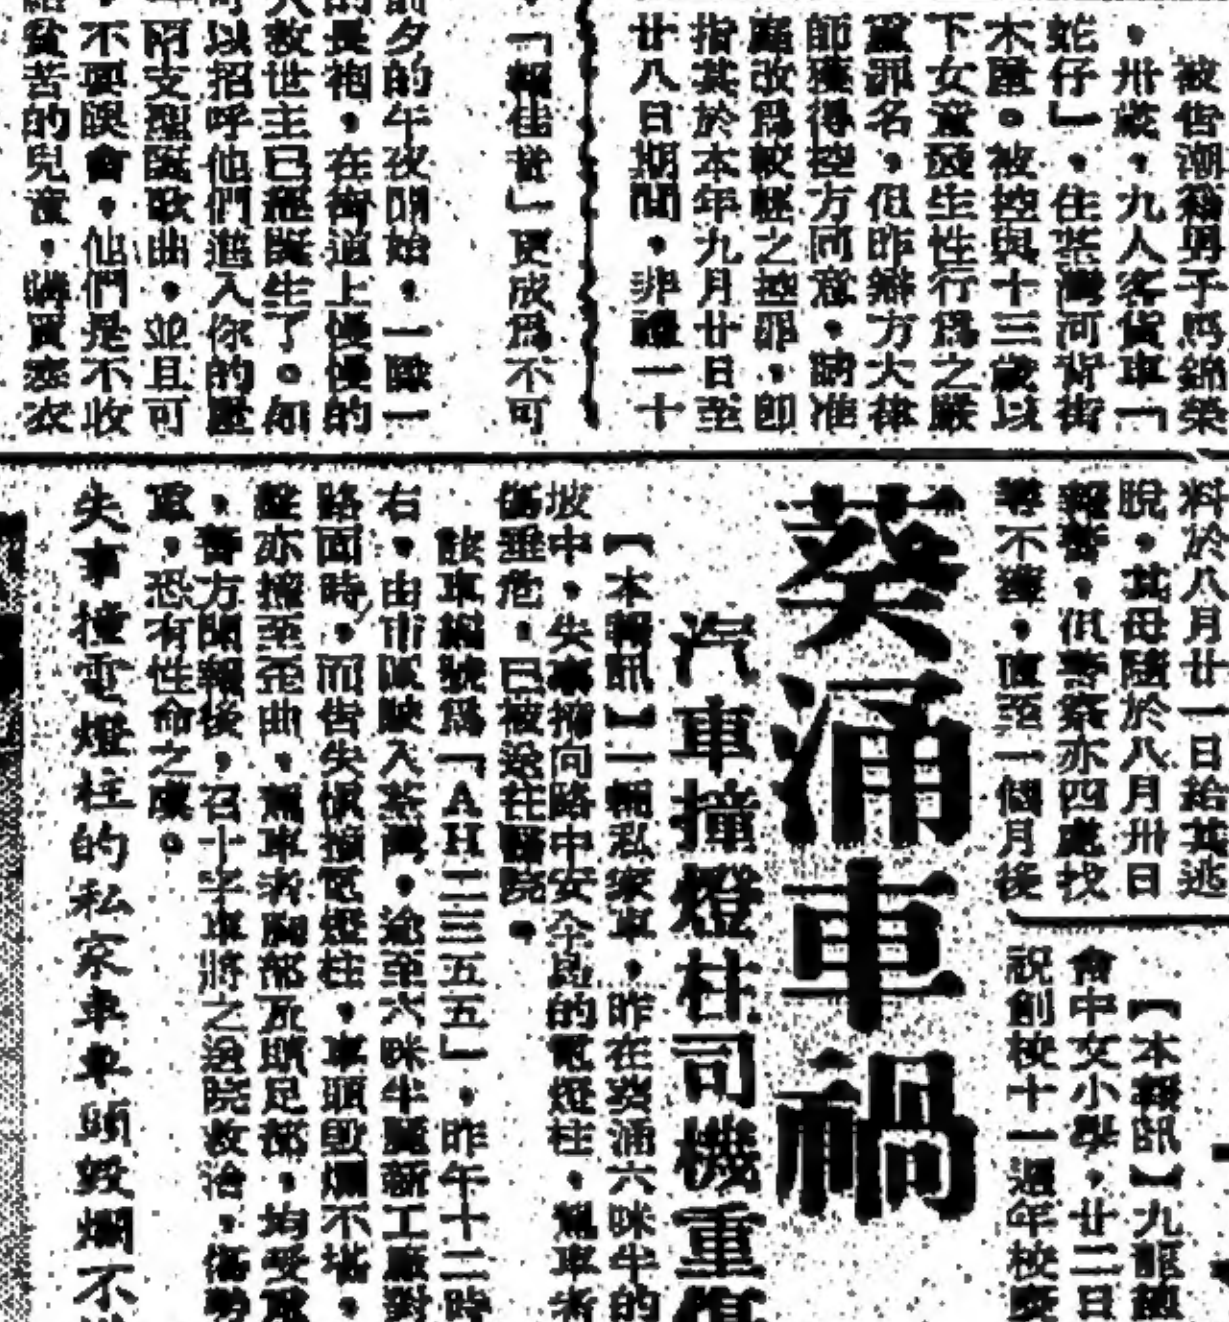 被告潮籍男子馬錦榮
，卅歲，九人客貨車「
蛇仔」，住荃灣河背街
木屋。被控與十三歲以
下女童發生性行爲之嚴
重罪名，但昨辯方大律
師獲得控方同意，請准
庭改爲較輕之控罪，即
指其於本年九月廿日至
廿八日期間，非禮一十
佳音」更成爲不可
前夕的午夜開始，一隊一
的長袍，在街道上慢慢的
救世主已經誕生了。如
可以招呼他們進入你的屋
兩支聖誕歌曲，並且可
不要誤會，他們是不收
給貧苦的兒童，購買寒衣
料於八月廿一日給其逃
脫，其母隨於八月卅日
報警，但警察亦四處找
尋不獲，直至一個月後
【本報訊】九龍
會中文小學，廿二日
祝創校十一週年校慶
葵涌車禍
汽車撞燈柱司機重傷
【本報訊】一輛私家車，昨在葵涌六咪半的
坡中，失事撞向路中安全島的電燈柱，駕車者
傷垂危，已被送往醫院。
該車編號爲「AH二三五五」，昨午十二時
右，由市區駛入荃灣，途至六咪半蘭新工廠對
路面時，而告失愼撞電燈柱，車頭毀爛不堪，
盤亦撞至歪曲，駕車者胸部及頭足部，均受重
，警方聞報後，召十字車將之送院救治，傷勢
重，恐有性命之虞。
失事撞電燈柱的私家車車頭毀爛不